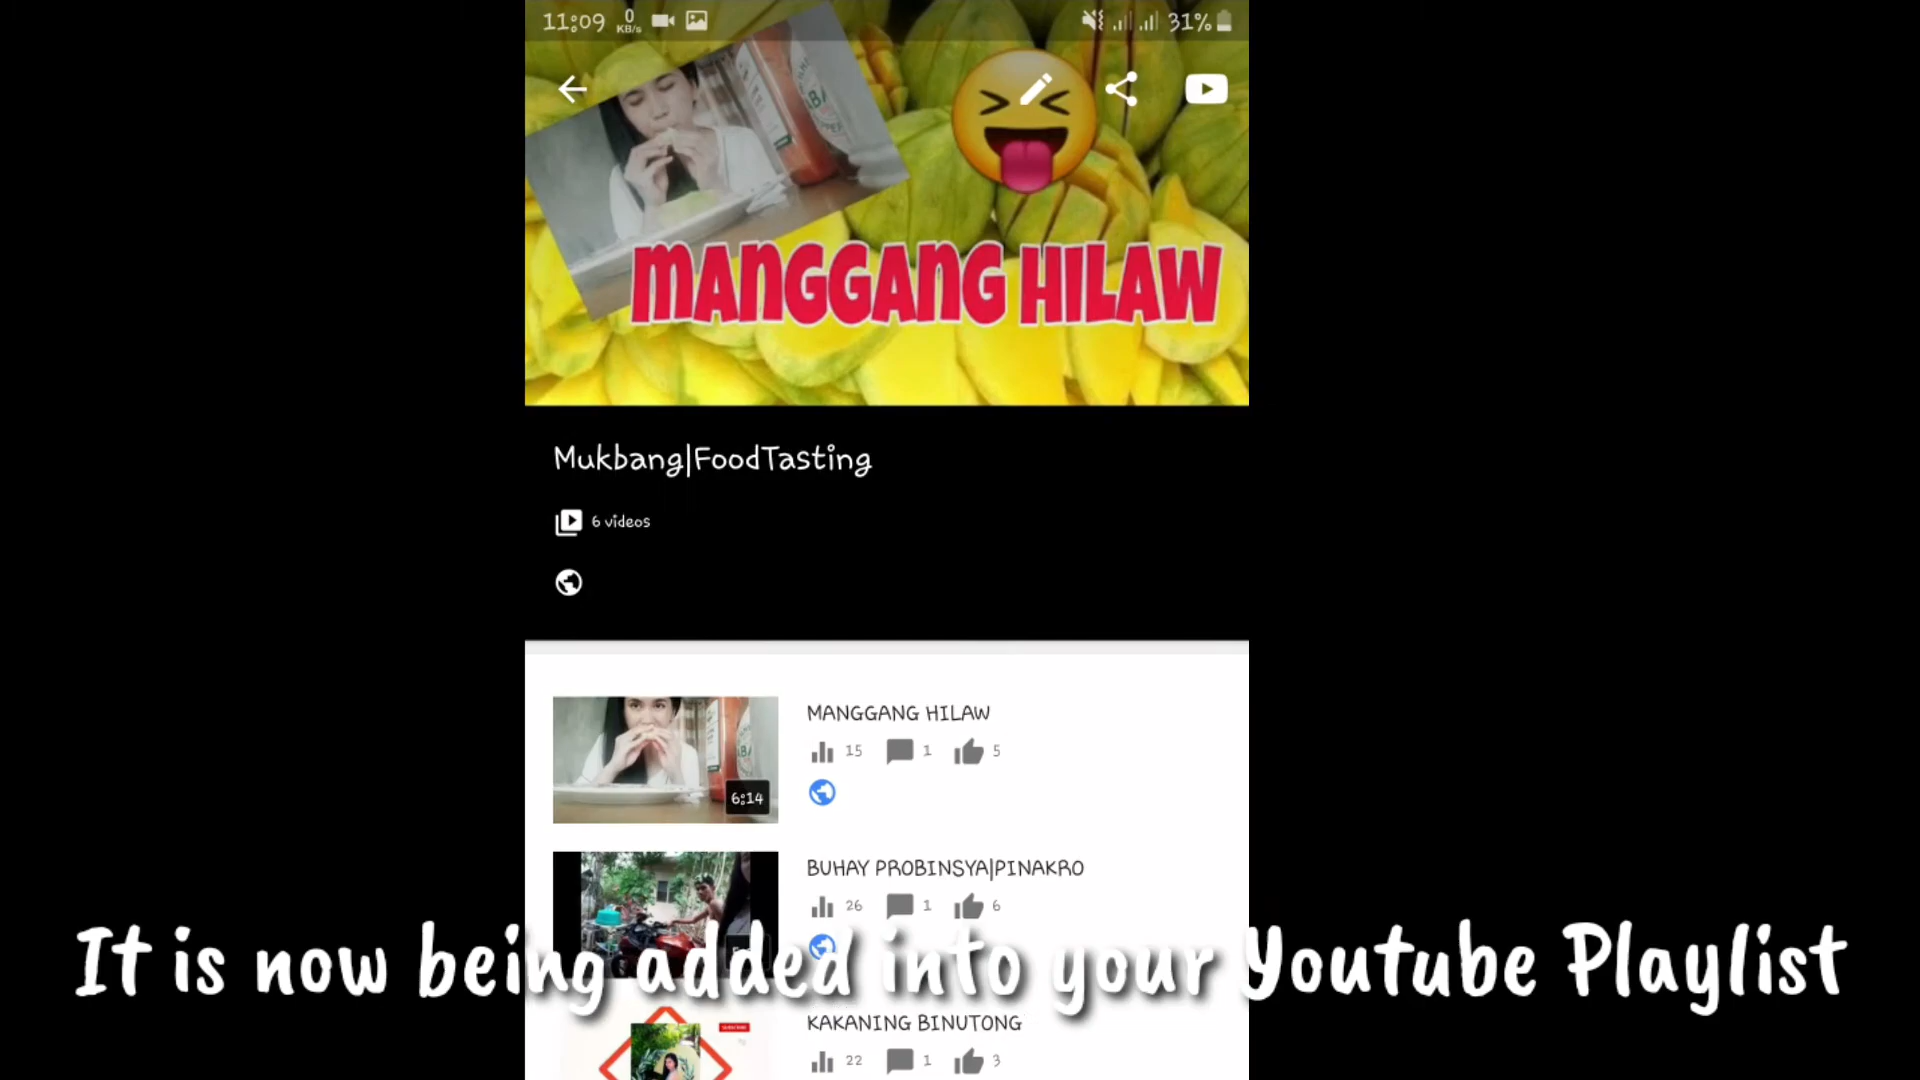 11:09 0 KB/s 31%
MANGGANG HILAW
Mukbang|FoodTasting
6 videos
MANGGANG HILAW
15 1 5
6:14
BUHAY PROBINSYA|PINAKRO
26 1 6
It is now being added into your Youtube Playlist
KAKANING BINUTONG
22 1 3